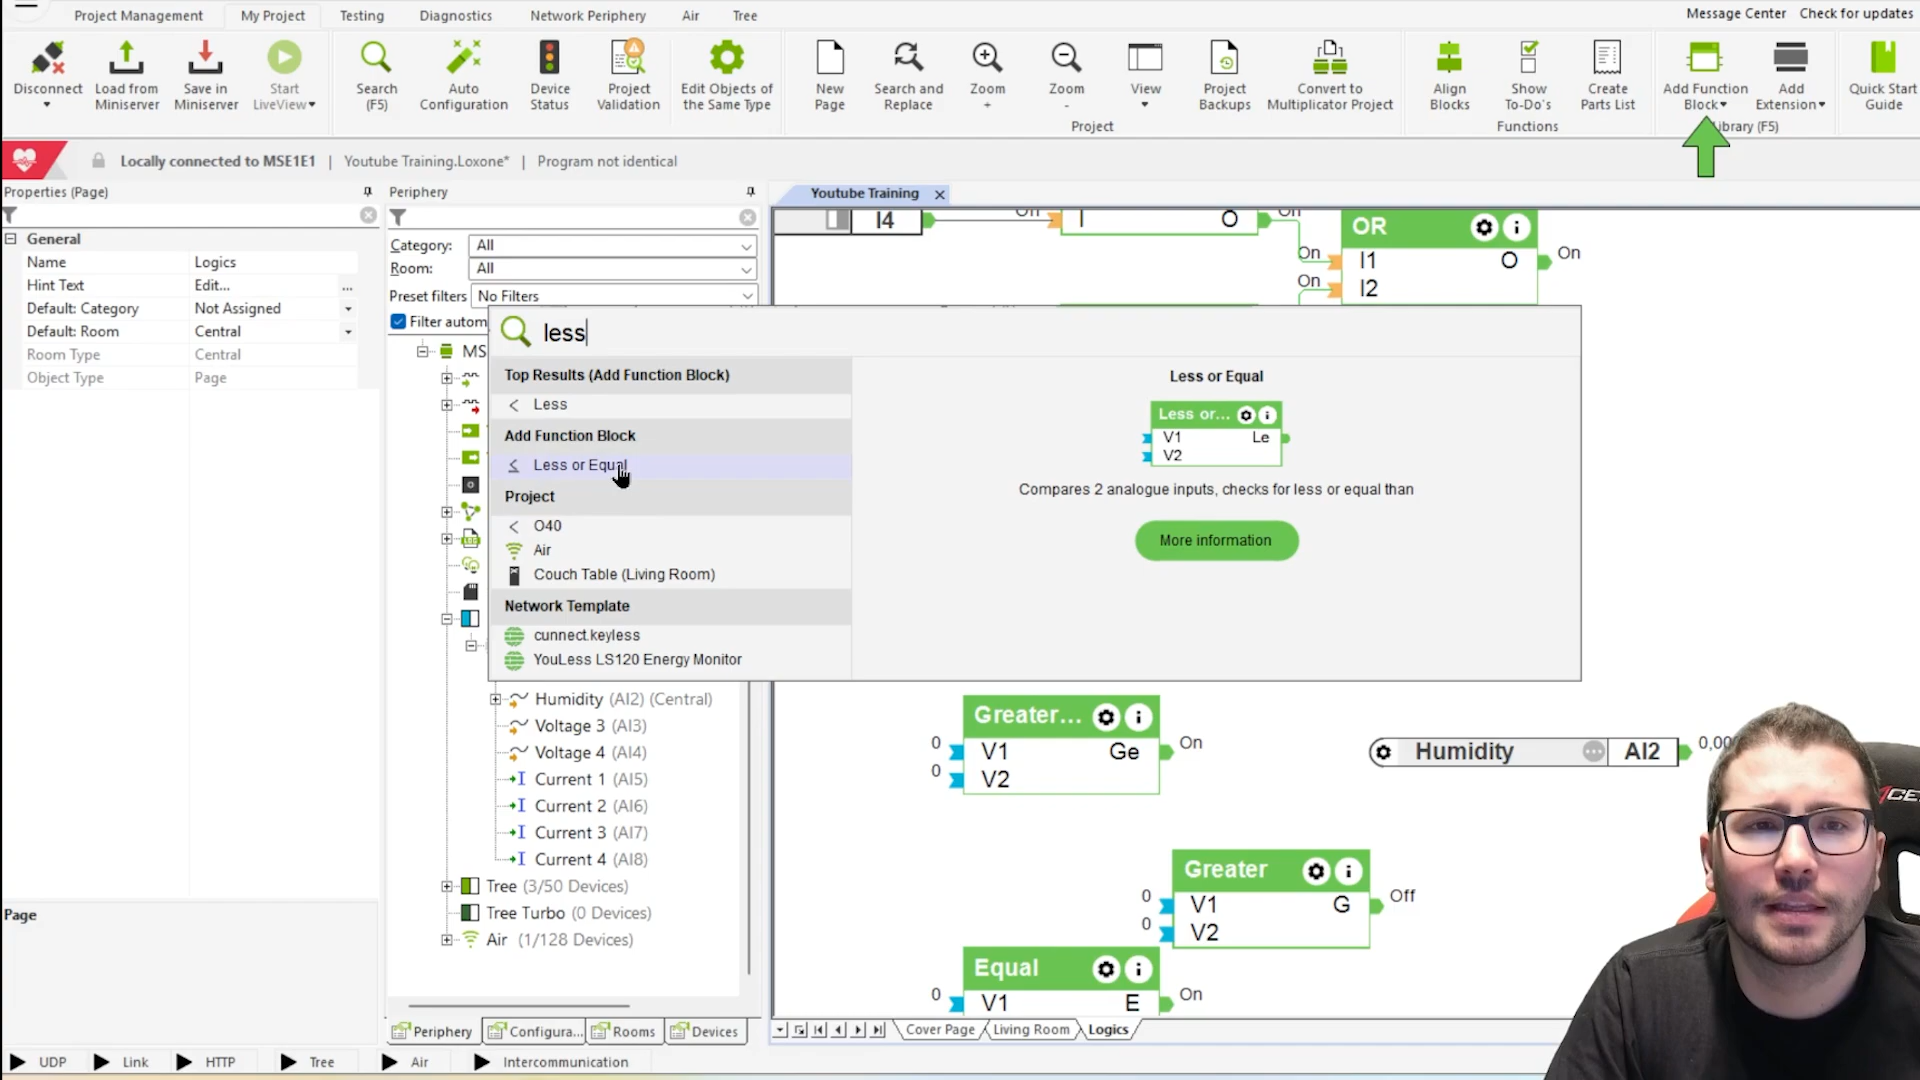 Project Management My Project Testing Diagnostics Network Periphery Air Tree Message Center Check for updates
Disconnect Load from Miniserver Save in Miniserver Start LiveView Search (F5) Auto Configuration Device Status Project Validation Edit Objects of the Same Type New Page Search and Replace Zoom + Zoom - View Project Backups Convert to Multiplicator Project Align Blocks Show To-Do's Create Parts List Add Function Block Add Extension Quick Start Guide
Project Functions Library (F5)
Locally connected to MSE1E1 | Youtube Training.Loxone* | Program not identical
Properties (Page)
General
Name Logics
Hint Text Edit... ...
Default: Category Not Assigned
Default: Room Central
Room Type Central
Object Type Page
Page
Periphery
Category: All
Room: All
Preset filters No Filters
Filter autom
MS
less
Top Results (Add Function Block)
Less
Add Function Block
Less or Equal
Project
O40
Air
Couch Table (Living Room)
Network Template
cunnect.keyless
YouLess LS120 Energy Monitor
Less or Equal
Less or...
V1 Le
V2
Compares 2 analogue inputs, checks for less or equal than
More information
Humidity (AI2) (Central)
Voltage 3 (AI3)
Voltage 4 (AI4)
Current 1 (AI5)
Current 2 (AI6)
Current 3 (AI7)
Current 4 (AI8)
Tree (3/50 Devices)
Tree Turbo (0 Devices)
Air (1/128 Devices)
Periphery Configura... Rooms Devices
Youtube Training
I4 On I O On
OR
On I1 O On
On I2
Greater...
0 V1 Ge On
0 V2
Humidity AI2 0,00
Greater
0 V1 G Off
0 V2
Equal
0 V1 E On
Cover Page Living Room Logics
UDP Link HTTP Tree Air Intercommunication